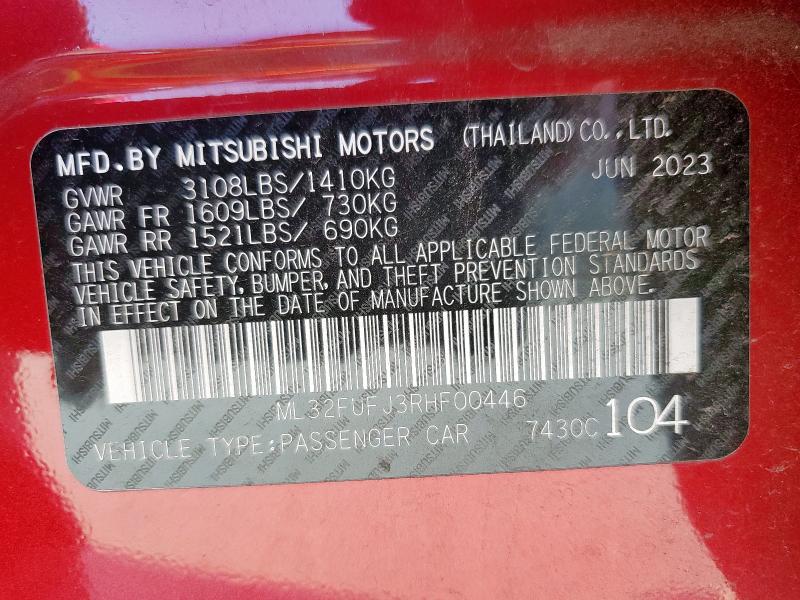 MFD.BY MITSUBISHI MOTORS (THAILAND)CO.,LTD.
GVWR 3108LBS/1410KG JUN 2023
GAWR FR 1609LBS/ 730KG
GAWR RR 1521LBS/ 690KG
THIS VEHICLE CONFORMS TO ALL APPLICABLE FEDERAL MOTOR
VEHICLE SAFETY, BUMPER, AND THEFT PREVENTION STANDARDS
IN EFFECT ON THE DATE OF MANUFACTURE SHOWN ABOVE.
ML32FUFJ3RHF00446
VEHICLE TYPE:PASSENGER CAR 7430C 104